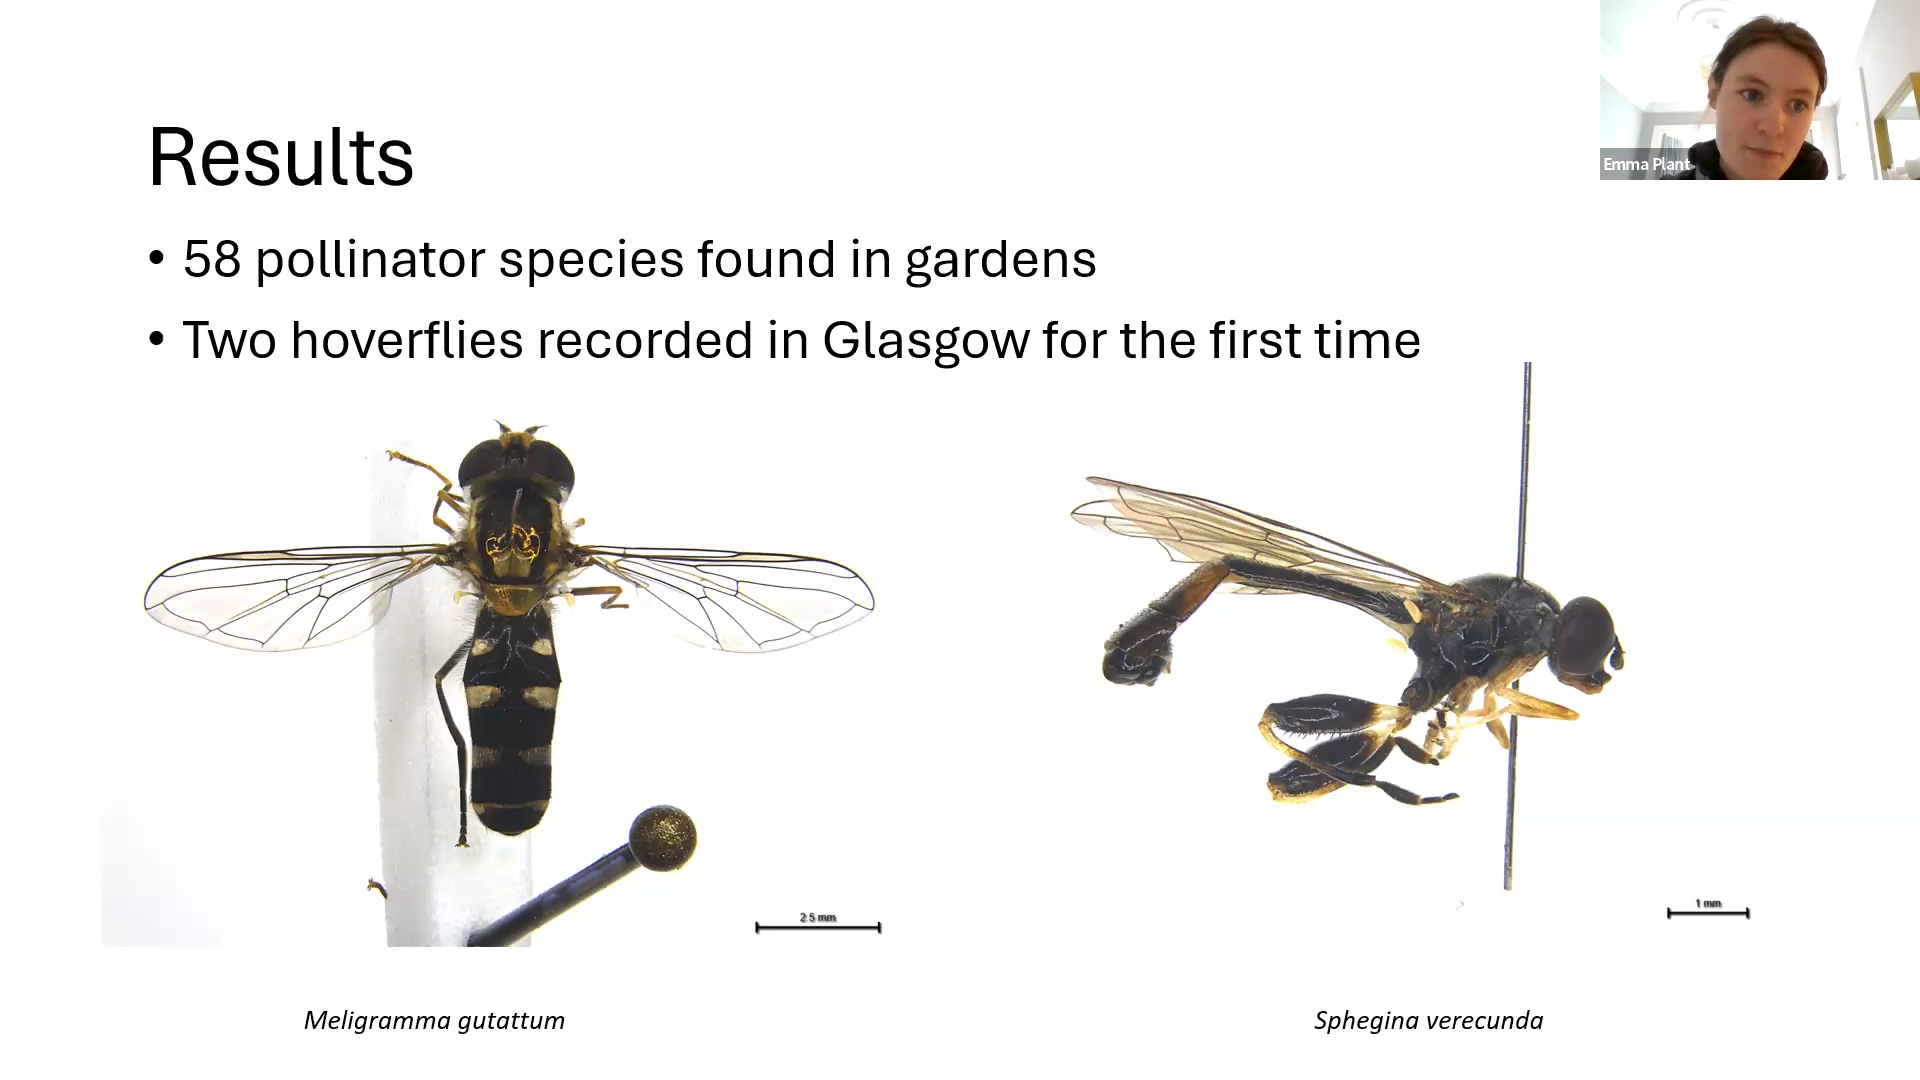 Emma Plant
Results
• 58 pollinator species found in gardens
• Two hoverflies recorded in Glasgow for the first time
2.5 mm
1 mm
Meligramma gutattum
Sphegina verecunda